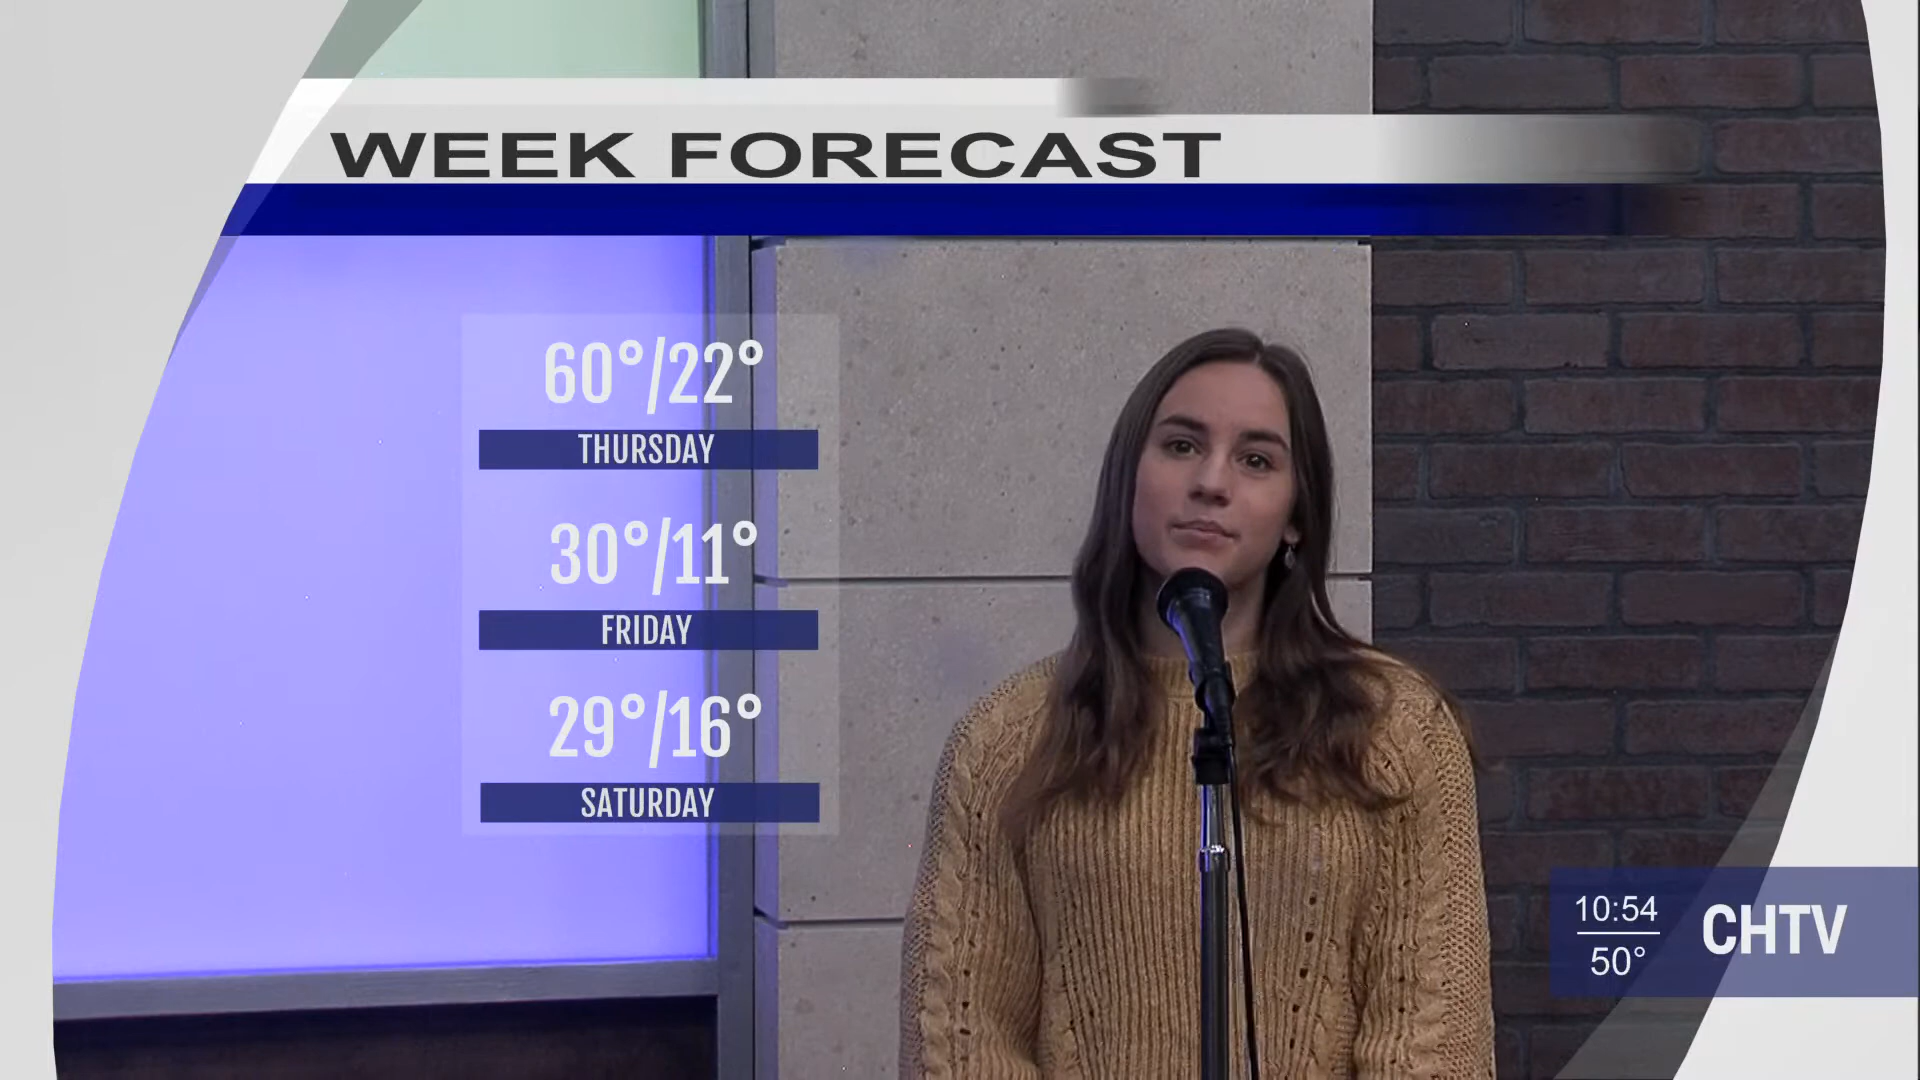 WEEK FORECAST
60°/22°
THURSDAY
30°/11°
FRIDAY
29°/16°
SATURDAY
10:54
50°
CHTV